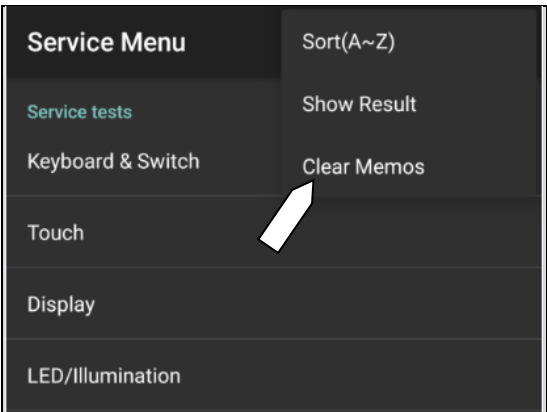 Service Menu
Sort(A~Z)
Show Result
Clear Memos
Service tests
Keyboard & Switch
Touch
Display
LED/Illumination